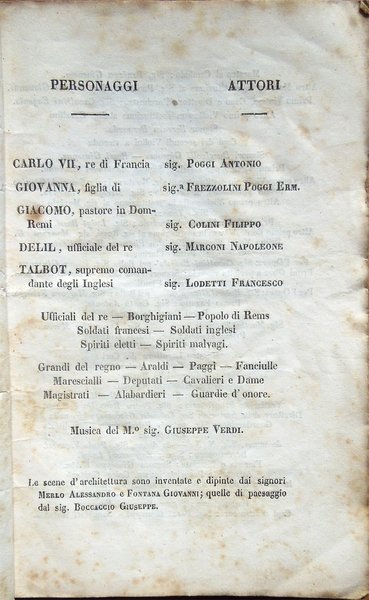 PERSONAGGI ATTORI
CARLO VII, re di Francia sig. POGGI ANTONIO
GIOVANNA, figlia di sig.ª FREZZOLINI POGGI ERM.
GIACOMO, pastore in Dom-
Remi sig. COLINI FILIPPO
DELIL, ufficiale del re sig. MARCONI NAPOLEONE
TALBOT, supremo coman-
dante degli Inglesi sig. LODETTI FRANCESCO
Ufficiali del re — Borghigiani — Popolo di Rems
Soldati francesi — Soldati inglesi
Spiriti eletti — Spiriti malvagi.
Grandi del regno — Araldi — Paggi — Fanciulle
Marescialli — Deputati — Cavalieri e Dame
Magistrati — Alabardieri — Guardie d'onore.
Musica del M.º sig. GIUSEPPE VERDI.
Le scene d'architettura sono inventate e dipinte dai signori
MERLO ALESSANDRO e FONTANA GIOVANNI; quelle di paesaggio
dal sig. BOCCACCIO GIUSEPPE.